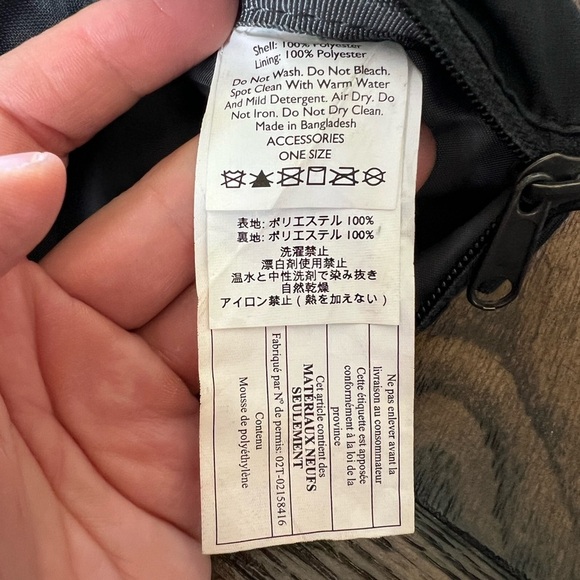 Shell: 100% Polyester
Lining: 100% Polyester
Do Not Wash. Do Not Bleach.
Spot Clean With Warm Water
And Mild Detergent. Air Dry. Do
Not Iron. Do Not Dry Clean.
Made in Bangladesh
ACCESSORIES
ONE SIZE
表地: ポリエステル 100%
裏地: ポリエステル 100%
洗濯禁止
漂白剤使用禁止
温水と中性洗剤で染み抜き
自然乾燥
アイロン禁止 ( 熱を加えない )
Ne pas enlever avant la
livraison au consommateur
Cette étiquette est apposée
conformément à la loi de la
province
Cet article contient des
MATÉRIAUX NEUFS
SEULEMENT
Fabriqué par N° de permis: 02T-02158416
Contenu
Mousse de polyéthylène